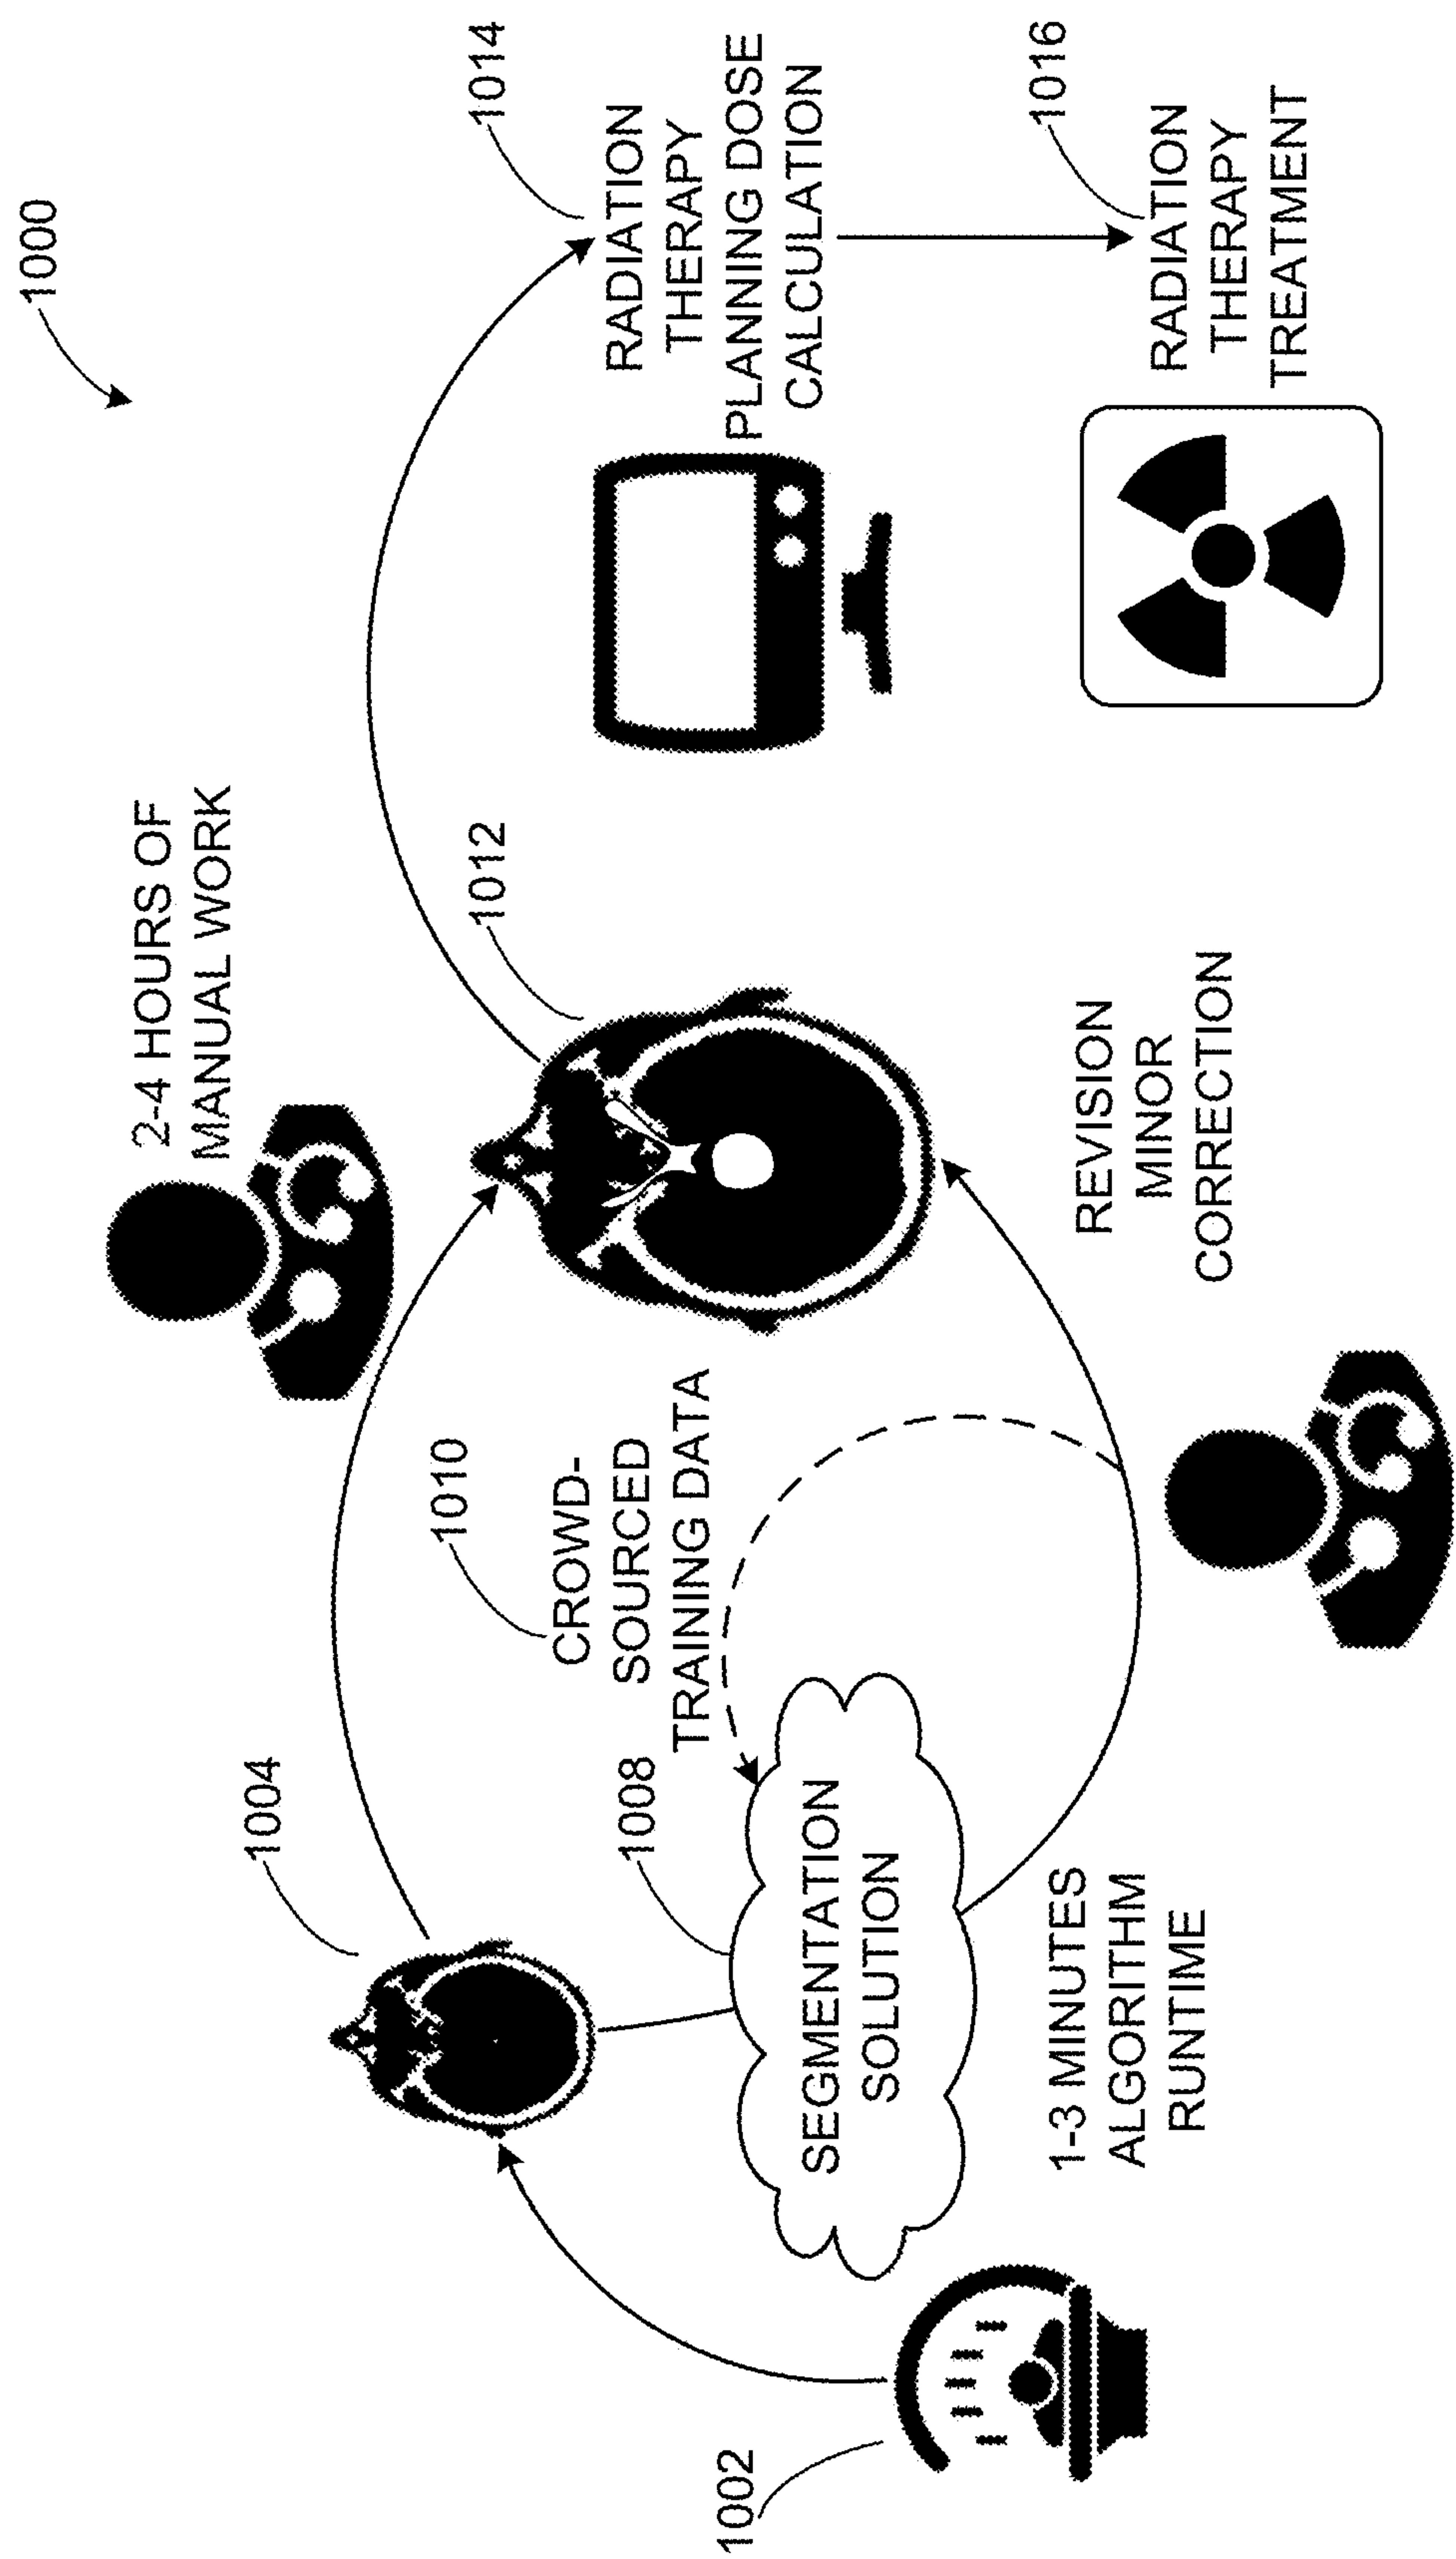 1000
2-4 HOURS OF
MANUAL WORK
1004
1010
CROWD-
SOURCED
TRAINING DATA
1012
1014
RADIATION
THERAPY
PLANNING DOSE
CALCULATION
1008
SEGMENTATION
SOLUTION
1002
1-3 MINUTES
ALGORITHM
RUNTIME
REVISION
MINOR
CORRECTION
1016
RADIATION
THERAPY
TREATMENT